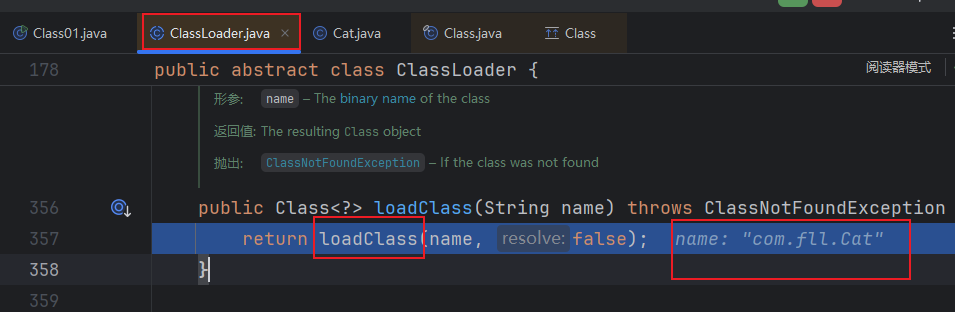 Class01.java ClassLoader.java × Cat.java Class.java Class
178 public abstract class ClassLoader { 阅读器模式
形参: name – The binary name of the class
返回值: The resulting Class object
抛出: ClassNotFoundException – If the class was not found
356 public Class<?> loadClass(String name) throws ClassNotFoundException
357 return loadClass(name, resolve: false); name: "com.fll.Cat"
358 }
359